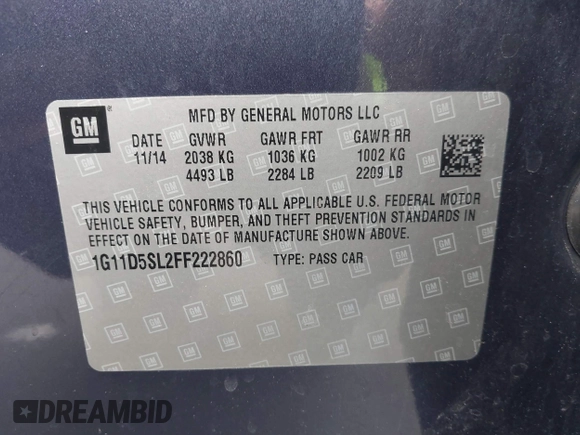 GM
MFD BY GENERAL MOTORS LLC
DATE GVWR GAWR FRT GAWR RR
11/14 2038 KG 1036 KG 1002 KG
4493 LB 2284 LB 2209 LB
THIS VEHICLE CONFORMS TO ALL APPLICABLE U.S. FEDERAL MOTOR
VEHICLE SAFETY, BUMPER, AND THEFT PREVENTION STANDARDS IN
EFFECT ON THE DATE OF MANUFACTURE SHOWN ABOVE.
1G11D5SL2FF222860 TYPE: PASS CAR
DREAMBID